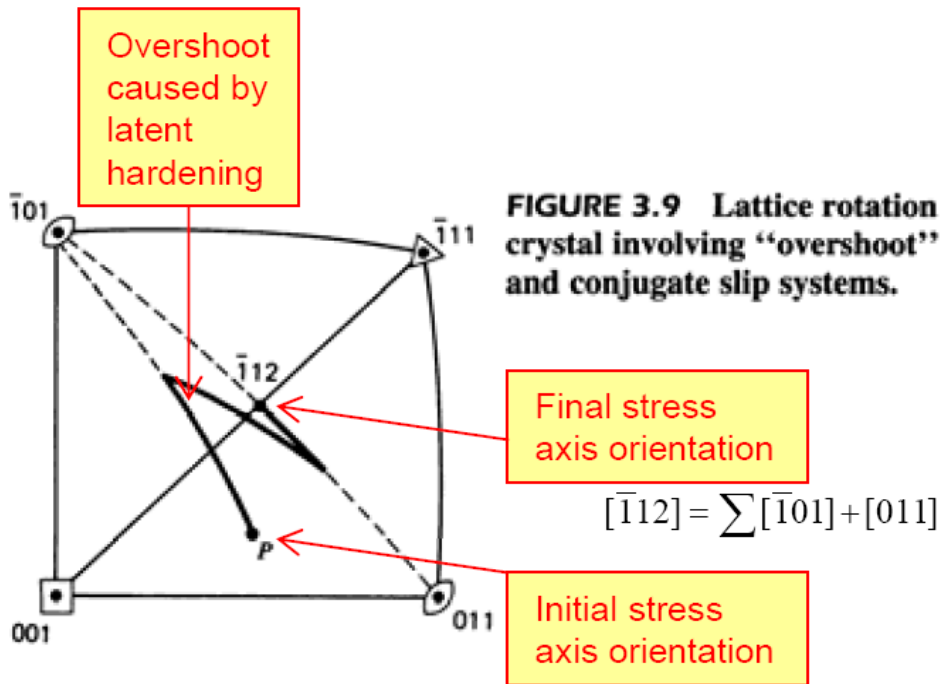 Overshoot
caused by
latent
hardening
1̅01
1̅11
FIGURE 3.9 Lattice rotation
crystal involving “overshoot”
and conjugate slip systems.
1̅12
Final stress
axis orientation
[1̅12] = ∑[1̅01]+[011]
P
001
011
Initial stress
axis orientation